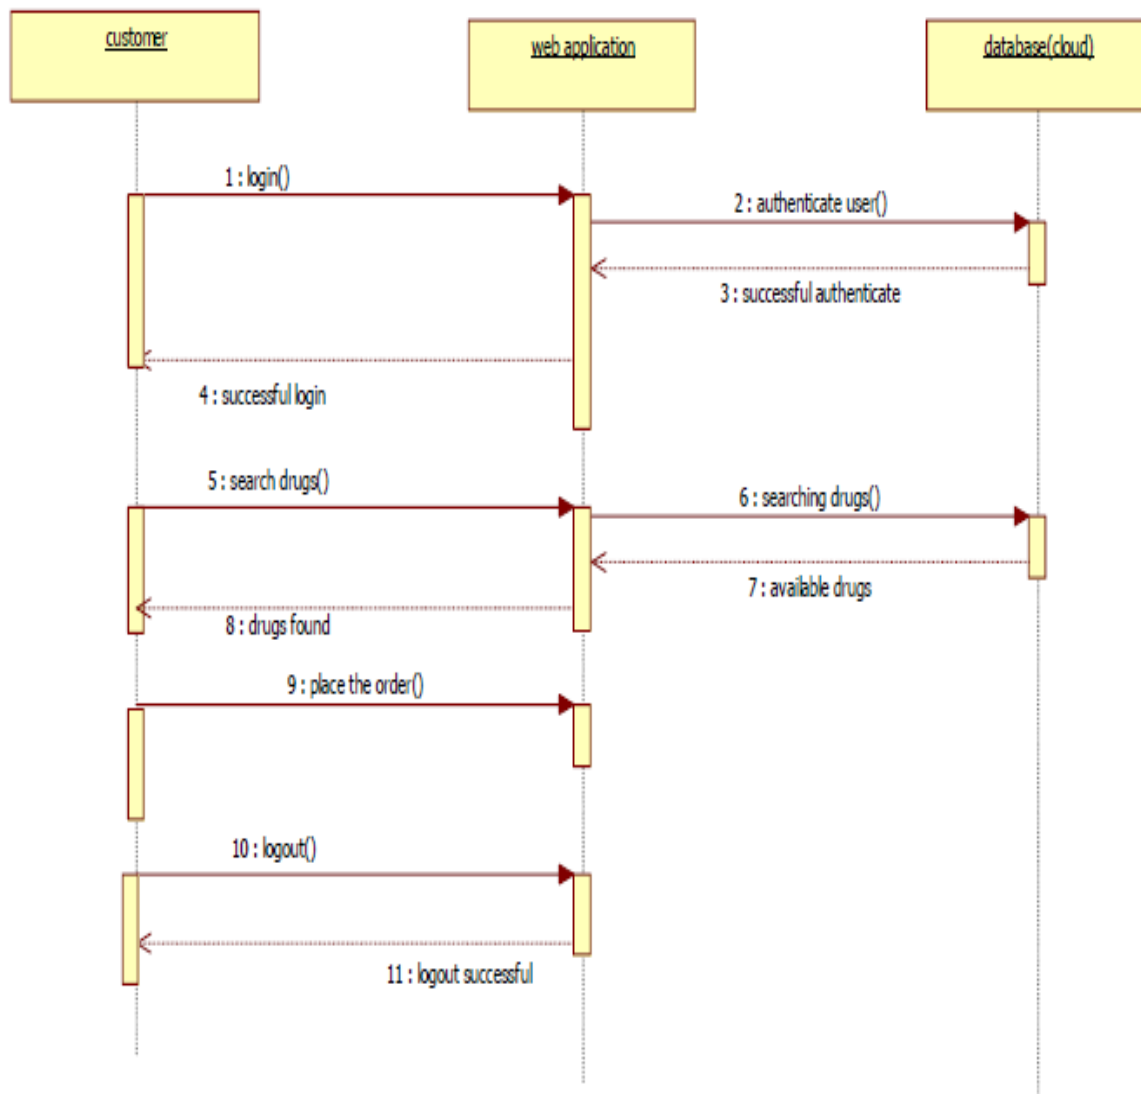 customer
web application
database(cloud)
1 : login()
2 : authenticate user()
3 : successful authenticate
4 : successful login
5 : search drugs()
6 : searching drugs()
7 : available drugs
8 : drugs found
9 : place the order()
10 : logout()
11 : logout successful